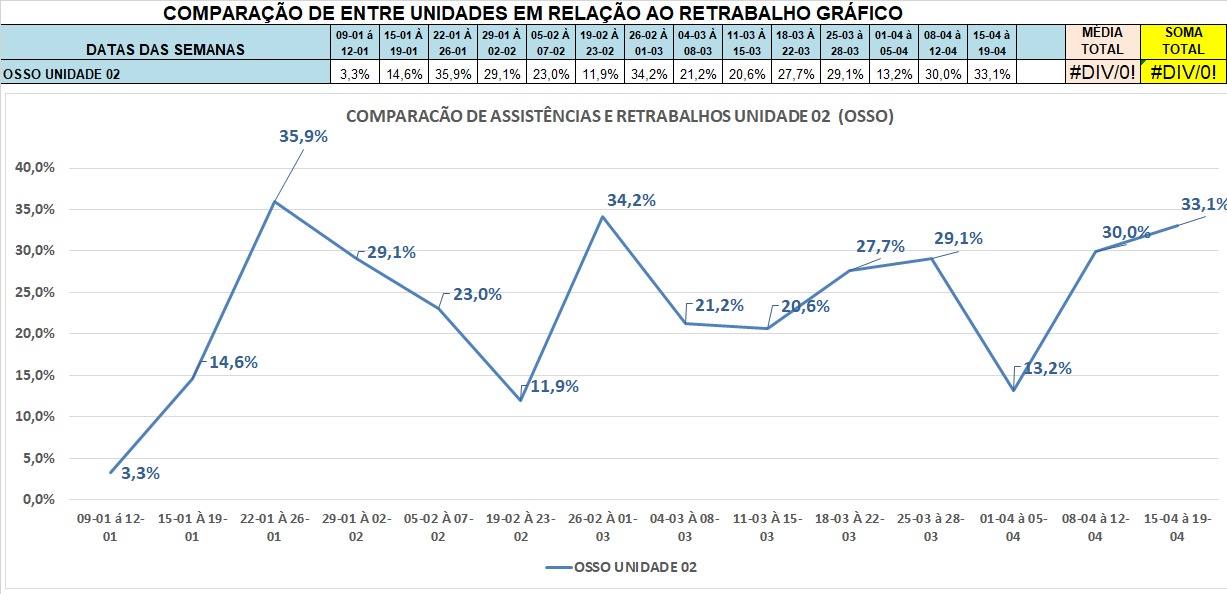 COMPARAÇÃO DE ENTRE UNIDADES EM RELAÇÃO AO RETRABALHO GRÁFICO
DATAS DAS SEMANAS 09-01 á 12-01 15-01 À 19-01 22-01 À 26-01 29-01 À 02-02 05-02 À 07-02 19-02 À 23-02 26-02 À 01-03 04-03 À 08-03 11-03 À 15-03 18-03 À 22-03 25-03 à 28-03 01-04 à 05-04 08-04 à 12-04 15-04 à 19-04 MÉDIA TOTAL SOMA TOTAL
OSSO UNIDADE 02 3,3% 14,6% 35,9% 29,1% 23,0% 11,9% 34,2% 21,2% 20,6% 27,7% 29,1% 13,2% 30,0% 33,1% #DIV/0! #DIV/0!
COMPARACÃO DE ASSISTÊNCIAS E RETRABALHOS UNIDADE 02 (OSSO)
40,0%
35,0%
30,0%
25,0%
20,0%
15,0%
10,0%
5,0%
0,0%
3,3%
14,6%
35,9%
29,1%
23,0%
11,9%
34,2%
21,2%
20,6%
27,7%
29,1%
13,2%
30,0%
33,1%
09-01 á 12-01
15-01 À 19-01
22-01 À 26-01
29-01 À 02-02
05-02 À 07-02
19-02 À 23-02
26-02 À 01-03
04-03 À 08-03
11-03 À 15-03
18-03 À 22-03
25-03 à 28-03
01-04 à 05-04
08-04 à 12-04
15-04 à 19-04
OSSO UNIDADE 02